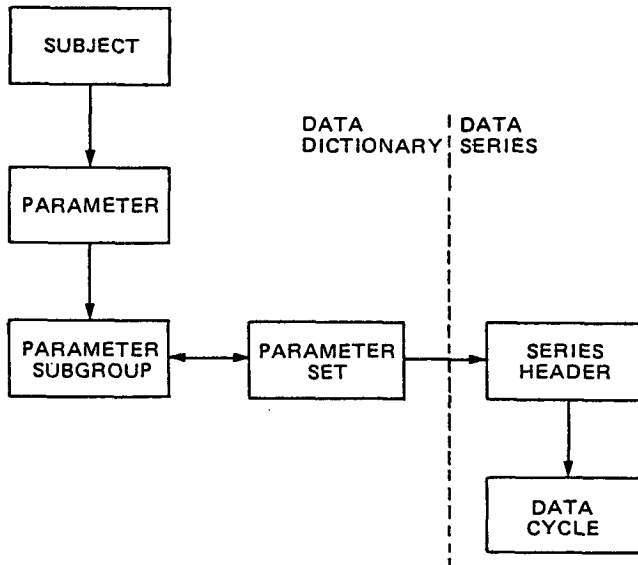 SUBJECT
DATA
DICTIONARY
DATA
SERIES
PARAMETER
PARAMETER
SUBGROUP
PARAMETER
SET
SERIES
HEADER
DATA
CYCLE